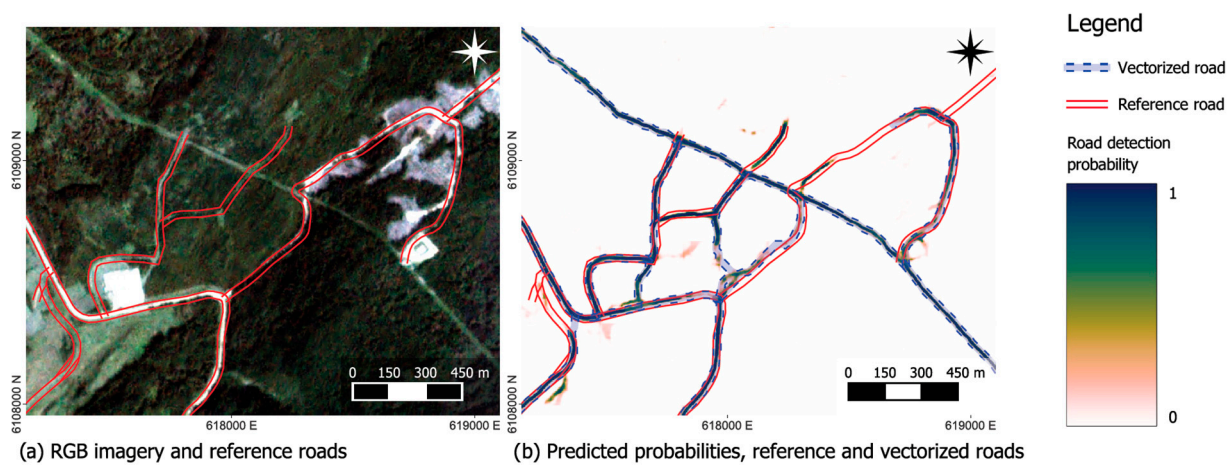 6109000 N
6108000 N
0 150 300 450 m
618000 E
619000 E
(a) RGB imagery and reference roads
6109000 N
6108000 N
0 150 300 450 m
618000 E
619000 E
(b) Predicted probabilities, reference and vectorized roads
Legend
Vectorized road
Reference road
Road detection
probability
1
0